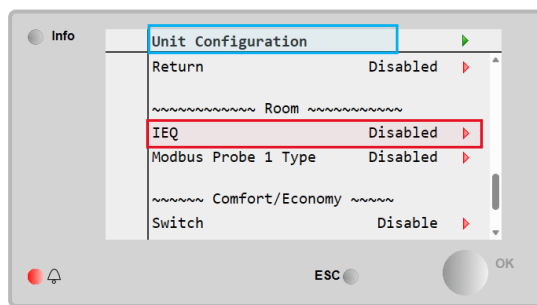 Info
Unit Configuration
Return Disabled
~~~~~~~~~~~~ Room ~~~~~~~~~~~
IEQ Disabled
Modbus Probe 1 Type Disabled
~~~~~~ Comfort/Economy ~~~~~
Switch Disable
ESC
OK